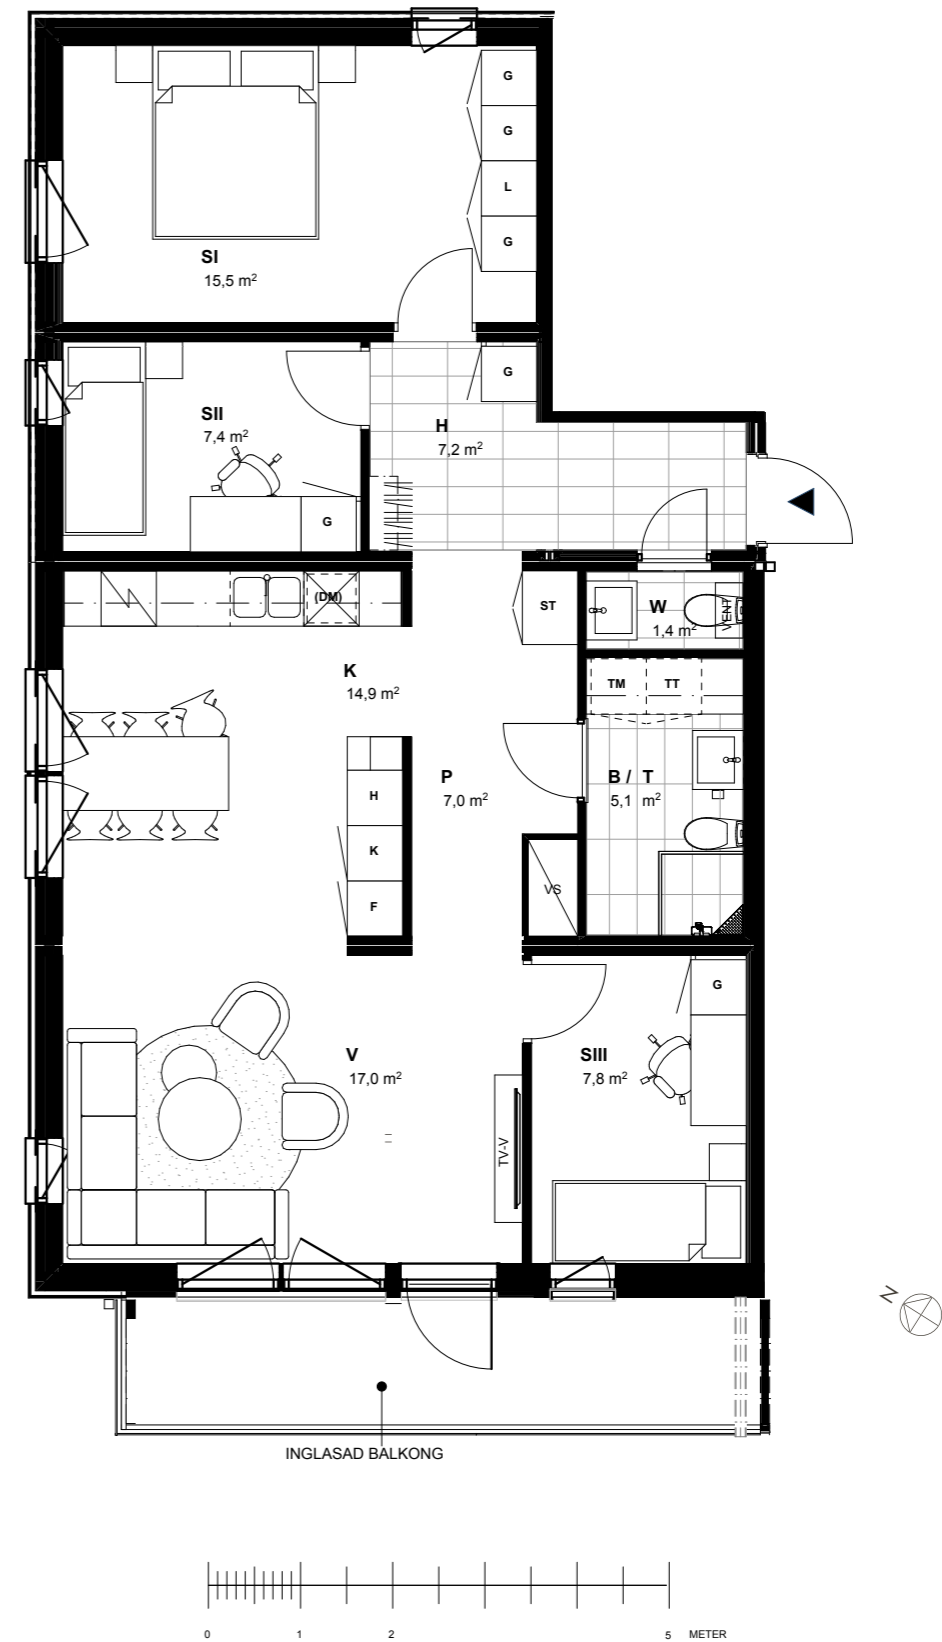 G
G
L
G
SI
15,5 m²
G
SII
7,4 m²
H
7,2 m²
G
(DM)
ST
W
1,4 m²
VENT
K
14,9 m²
TM TT
P
7,0 m²
B / T
5,1 m²
H
K
F
VS
G
V
17,0 m²
SIII
7,8 m²
TV-V
N
INGLASAD BALKONG
0 1 2 5 METER